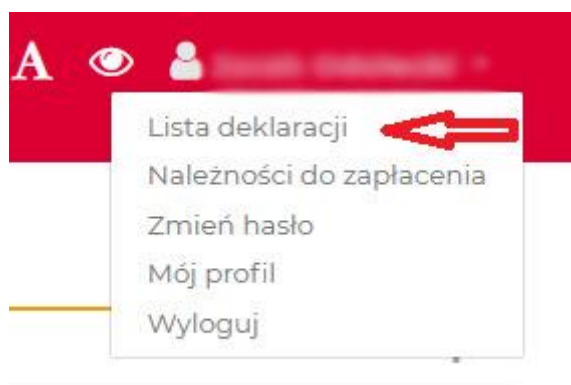 A
Lista deklaracji
Należności do zapłacenia
Zmień hasło
Mój profil
Wyloguj